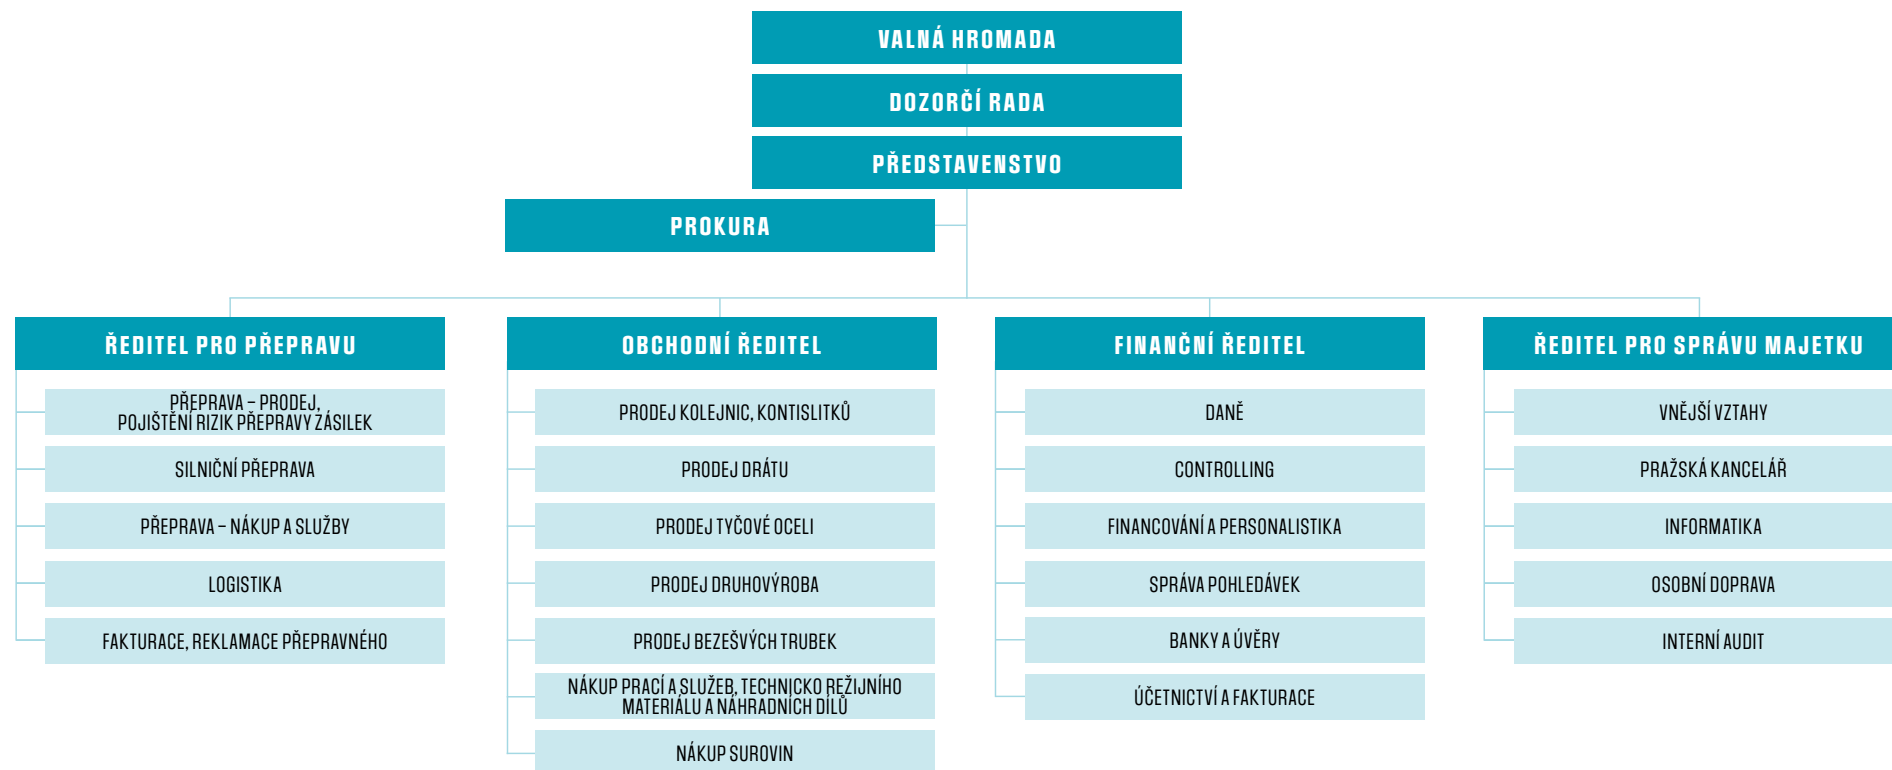 VALNÁ HROMADA
DOZORČÍ RADA
PŘEDSTAVENSTVO
PROKURA
ŘEDITEL PRO PŘEPRAVU
PŘEPRAVA – PRODEJ,
POJIŠTĚNÍ RIZIK PŘEPRAVY ZÁSILEK
SILNIČNÍ PŘEPRAVA
PŘEPRAVA – NÁKUP A SLUŽBY
LOGISTIKA
FAKTURACE, REKLAMACE PŘEPRAVNÉHO
OBCHODNÍ ŘEDITEL
PRODEJ KOLEJNIC, KONTISLITKŮ
PRODEJ DRÁTU
PRODEJ TYČOVÉ OCELI
PRODEJ DRUHOVÝROBA
PRODEJ BEZEŠVÝCH TRUBEK
NÁKUP PRACÍ A SLUŽEB, TECHNICKO REŽIJNÍHO
MATERIÁLU A NÁHRADNÍCH DÍLŮ
NÁKUP SUROVIN
FINANČNÍ ŘEDITEL
DANĚ
CONTROLLING
FINANCOVÁNÍ A PERSONALISTIKA
SPRÁVA POHLEDÁVEK
BANKY A ÚVĚRY
ÚČETNICTVÍ A FAKTURACE
ŘEDITEL PRO SPRÁVU MAJETKU
VNĚJŠÍ VZTAHY
PRAŽSKÁ KANCELÁŘ
INFORMATIKA
OSOBNÍ DOPRAVA
INTERNÍ AUDIT